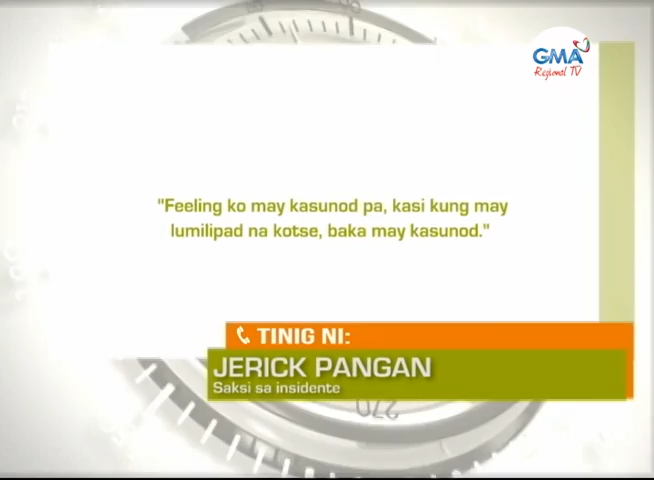 GMA
Regional TV
"Feeling ko may kasunod pa, kasi kung may
lumilipad na kotse, baka may kasunod."
TINIG NI:
JERICK PANGAN
Saksi sa insidente
270